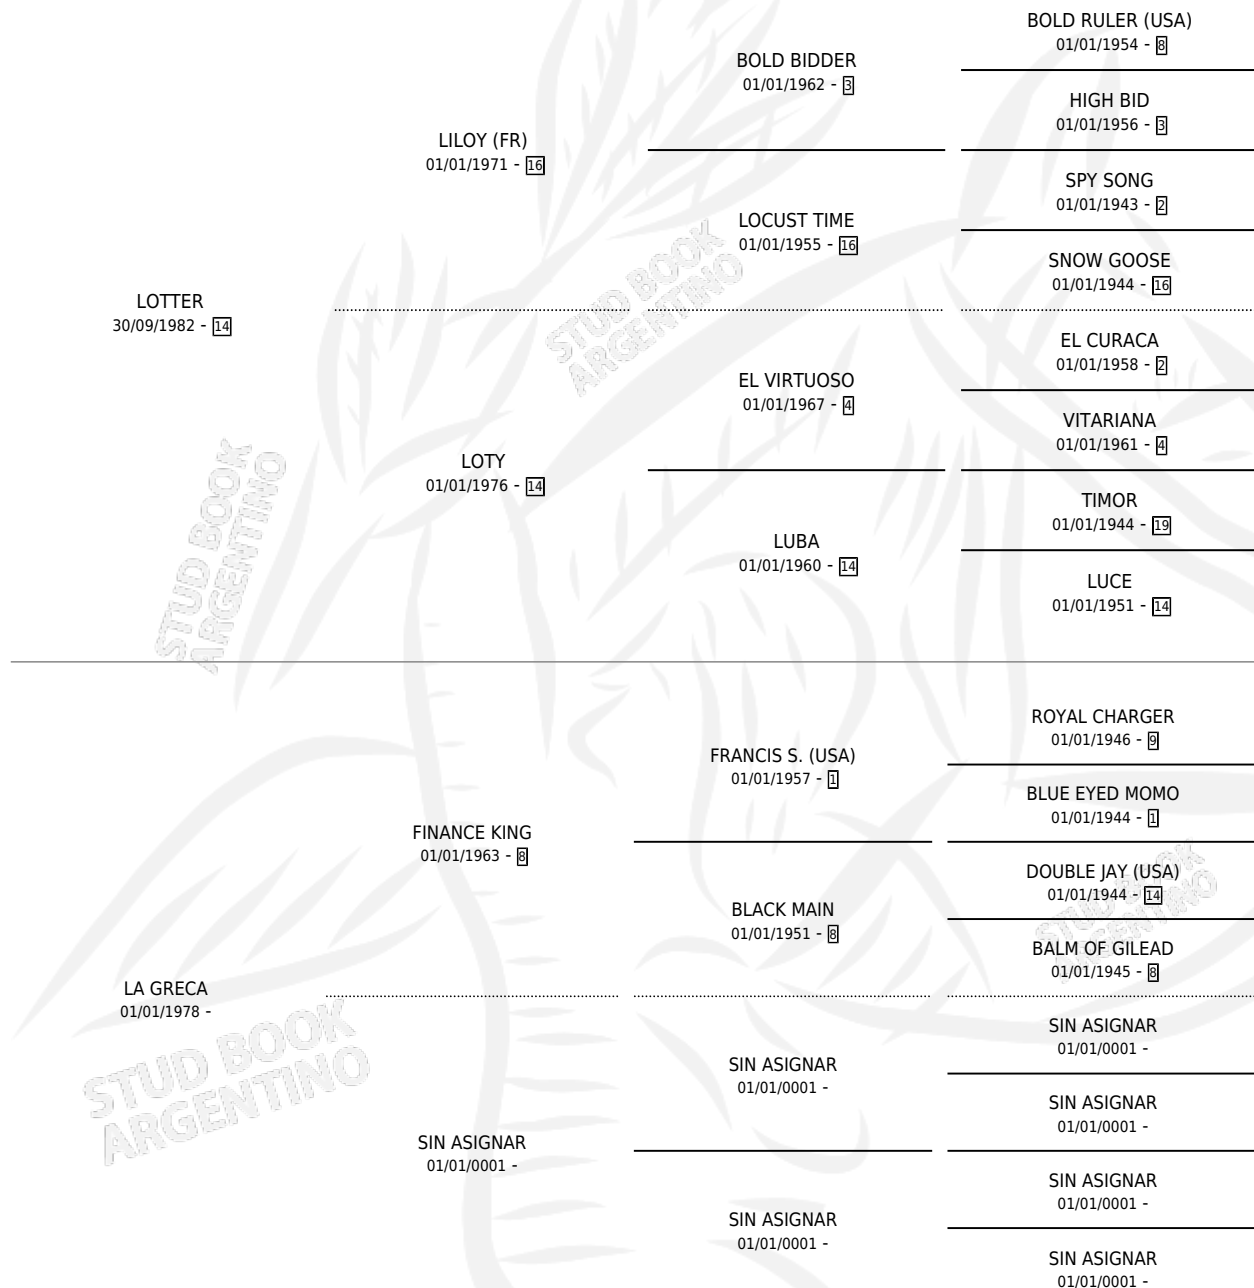 BOLD RULER (USA)
01/01/1954 - 8
BOLD BIDDER
01/01/1962 - 3
HIGH BID
01/01/1956 - 3
LILOY (FR)
01/01/1971 - 16
SPY SONG
01/01/1943 - 2
LOCUST TIME
01/01/1955 - 16
SNOW GOOSE
01/01/1944 - 16
LOTTER
30/09/1982 - 14
STUD BOOK
ARGENTINO
EL CURACA
01/01/1958 - 2
EL VIRTUOSO
01/01/1967 - 4
VITARIANA
01/01/1961 - 4
LOTY
01/01/1976 - 14
TIMOR
01/01/1944 - 19
LUBA
01/01/1960 - 14
LUCE
01/01/1951 - 14
STUD BOOK
ARGENTINO
ROYAL CHARGER
01/01/1946 - 9
FRANCIS S. (USA)
01/01/1957 - 1
BLUE EYED MOMO
01/01/1944 - 1
FINANCE KING
01/01/1963 - 8
DOUBLE JAY (USA)
01/01/1944 - 14
STUD BOOK
ARGENTINO
BLACK MAIN
01/01/1951 - 8
BALM OF GILEAD
01/01/1945 - 8
LA GRECA
01/01/1978 -
STUD BOOK
ARGENTINO
SIN ASIGNAR
01/01/0001 -
SIN ASIGNAR
01/01/0001 -
SIN ASIGNAR
01/01/0001 -
SIN ASIGNAR
01/01/0001 -
SIN ASIGNAR
01/01/0001 -
SIN ASIGNAR
01/01/0001 -
SIN ASIGNAR
01/01/0001 -